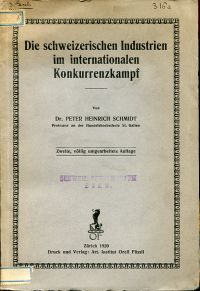 Die schweizerischen Industrien
im internationalen
Konkurrenzkampf
Von
Dr. PETER HEINRICH SCHMIDT
Professor an der Handelshochschule St. Gallen
Zweite, völlig umgearbeitete Auflage
OF
Zürich 1920
Druck und Verlag: Art. Institut Orell Füssli